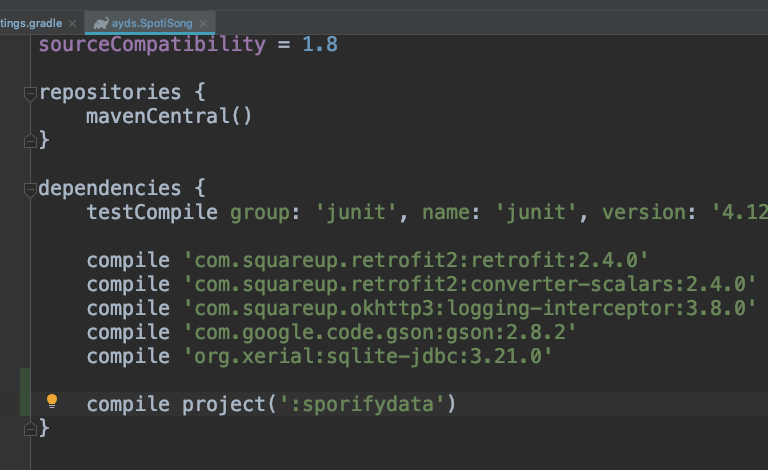 tings.gradle
ayds.SpotiSong
sourceCompatibility = 1.8
repositories {
mavenCentral()
}
dependencies {
testCompile group: 'junit', name: 'junit', version: '4.12
compile 'com.squareup.retrofit2:retrofit:2.4.0'
compile 'com.squareup.retrofit2:converter-scalars:2.4.0'
compile 'com.squareup.okhttp3:logging-interceptor:3.8.0'
compile 'com.google.code.gson:gson:2.8.2'
compile 'org.xerial:sqlite-jdbc:3.21.0'
compile project(':sporifydata')
}